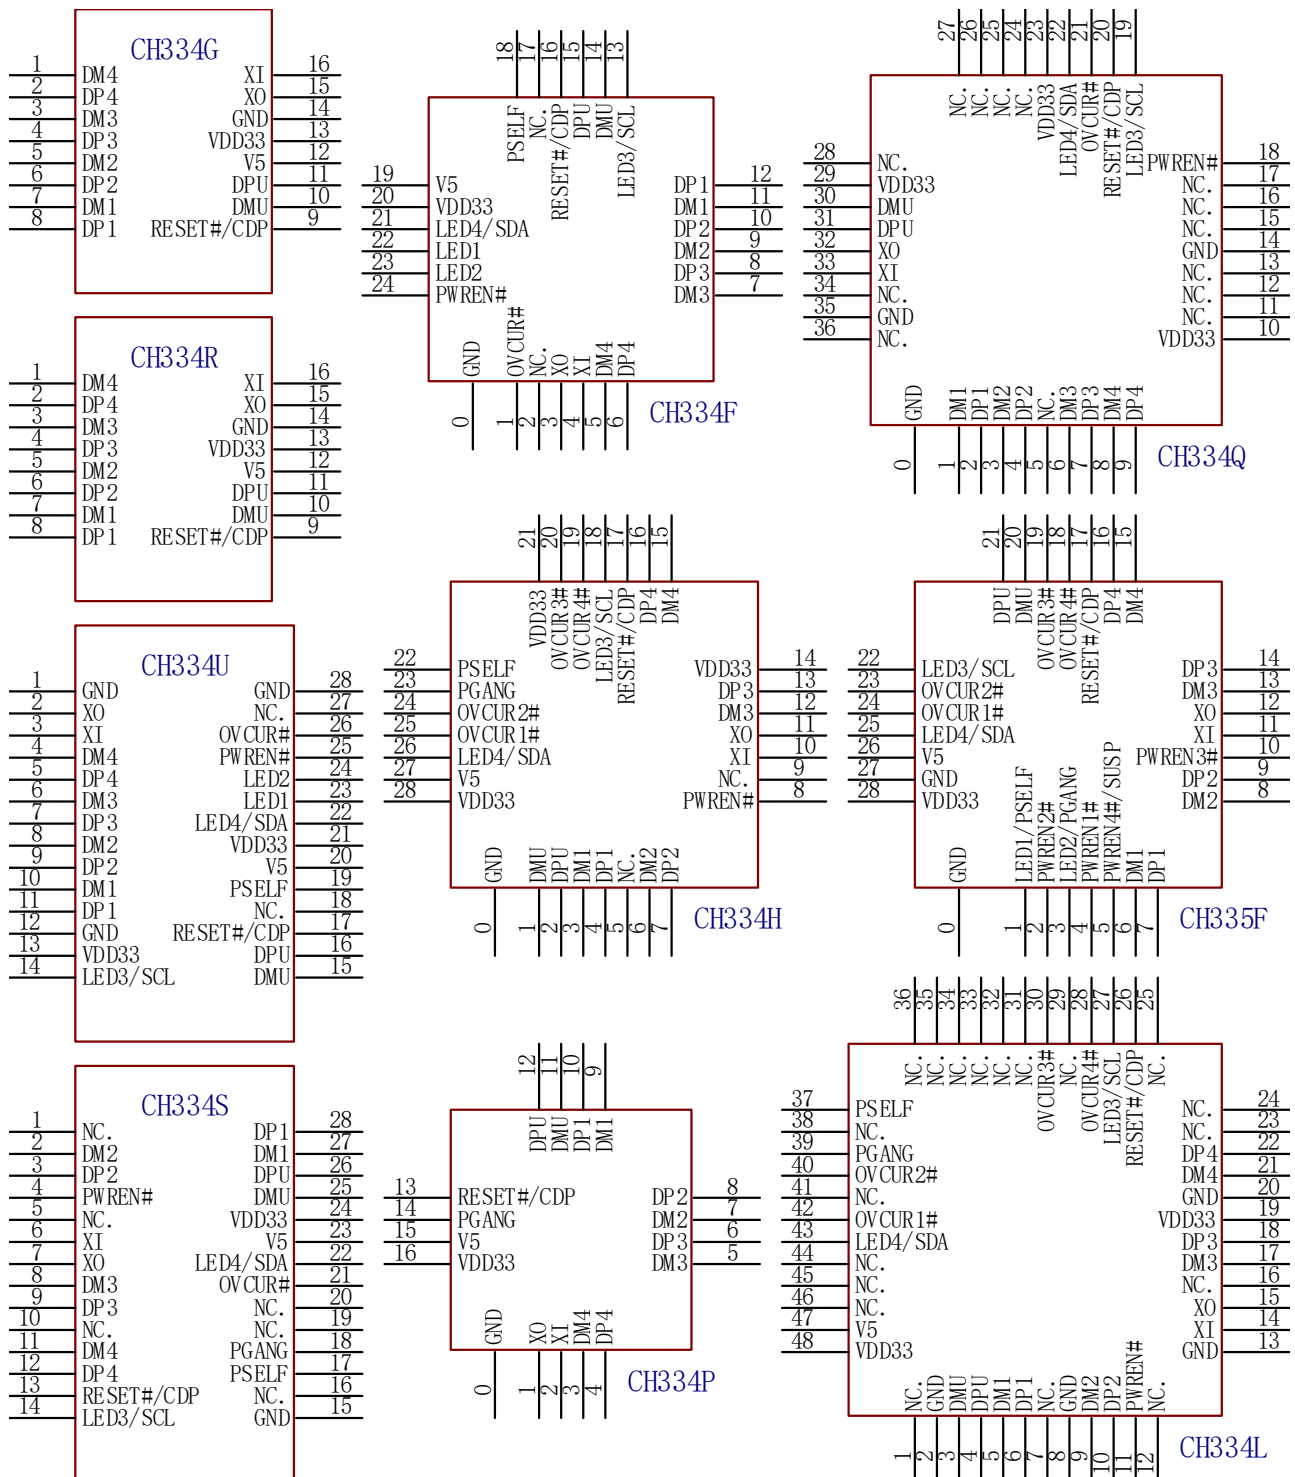 CH334G
1 DM4 XI 16
2 DP4 XO 15
3 DM3 GND 14
4 DP3 VDD33 13
5 DM2 V5 12
6 DP2 DPU 11
7 DM1 DMU 10
8 DP1 RESET#/CDP 9
CH334R
1 DM4 XI 16
2 DP4 XO 15
3 DM3 GND 14
4 DP3 VDD33 13
5 DM2 V5 12
6 DP2 DPU 11
7 DM1 DMU 10
8 DP1 RESET#/CDP 9
CH334U
1 GND GND 28
2 XO NC. 27
3 XI OVCUR# 26
4 DM4 PWREN# 25
5 DP4 LED2 24
6 DM3 LED1 23
7 DP3 LED4/SDA 22
8 DM2 VDD33 21
9 DP2 V5 20
10 DM1 PSELF 19
11 DP1 NC. 18
12 GND RESET#/CDP 17
13 VDD33 DPU 16
14 LED3/SCL DMU 15
CH334S
1 NC. DP1 28
2 DM2 DM1 27
3 DP2 DPU 26
4 PWREN# DMU 25
5 NC. VDD33 24
6 XI V5 23
7 XO LED4/SDA 22
8 DM3 OVCUR# 21
9 DP3 NC. 20
10 NC. NC. 19
11 DM4 PGANG 18
12 DP4 PSELF 17
13 RESET#/CDP NC. 16
14 LED3/SCL GND 15
18 PSELF
17 NC.
16 RESET#/CDP
15 DPU
14 DMU
13 LED3/SCL
19 V5 DP1 12
20 VDD33 DM1 11
21 LED4/SDA DP2 10
22 LED1 DM2 9
23 LED2 DP3 8
24 PWREN# DM3 7
0 GND
1 OVCUR#
2 NC.
3 XO
4 XI
5 DM4
6 DP4
CH334F
21 VDD33
20 OVCUR3#
19 OVCUR4#
18 LED3/SCL
17 RESET#/CDP
16 DP4
15 DM4
22 PSELF VDD33 14
23 PGANG DP3 13
24 OVCUR2# DM3 12
25 OVCUR1# XO 11
26 LED4/SDA XI 10
27 V5 NC. 9
28 VDD33 PWREN# 8
0 GND
1 DMU
2 DPU
3 DM1
4 DP1
5 NC.
6 DM2
7 DP2
CH334H
12 DPU
11 DMU
10 DP1
9 DM1
13 RESET#/CDP DP2 8
14 PGANG DM2 7
15 V5 DP3 6
16 VDD33 DM3 5
0 GND
1 XO
2 XI
3 DM4
4 DP4
CH334P
27 NC.
26 NC.
25 NC.
24 NC.
23 VDD33
22 LED4/SDA
21 OVCUR#
20 RESET#/CDP
19 LED3/SCL
28 NC. PWREN# 18
29 VDD33 NC. 17
30 DMU NC. 16
31 DPU NC. 15
32 XO GND 14
33 XI NC. 13
34 NC. NC. 12
35 GND NC. 11
36 NC. VDD33 10
0 GND
1 DM1
2 DP1
3 DM2
4 DP2
5 NC.
6 DM3
7 DP3
8 DM4
9 DP4
CH334Q
21 DPU
20 DMU
19 OVCUR3#
18 OVCUR4#
17 RESET#/CDP
16 DP4
15 DM4
22 LED3/SCL DP3 14
23 OVCUR2# DM3 13
24 OVCUR1# XO 12
25 LED4/SDA XI 11
26 V5 PWREN3# 10
27 GND DP2 9
28 VDD33 DM2 8
0 GND
1 LED1/PSELF
2 PWREN2#
3 LED2/PGANG
4 PWREN1#
5 PWREN4#/SUSP
6 DM1
7 DP1
CH335F
36 NC.
35 NC.
34 NC.
33 NC.
32 NC.
31 NC.
30 OVCUR3#
29 NC.
28 OVCUR4#
27 LED3/SCL
26 RESET#/CDP
25 NC.
37 PSELF NC. 24
38 NC. NC. 23
39 PGANG DP4 22
40 OVCUR2# DM4 21
41 NC. GND 20
42 OVCUR1# VDD33 19
43 LED4/SDA DP3 18
44 NC. DM3 17
45 NC. NC. 16
46 NC. XO 15
47 V5 XI 14
48 VDD33 GND 13
1 NC.
2 GND
3 DMU
4 DPU
5 DM1
6 DP1
7 NC.
8 GND
9 DM2
10 DP2
11 PWREN#
12 NC.
CH334L